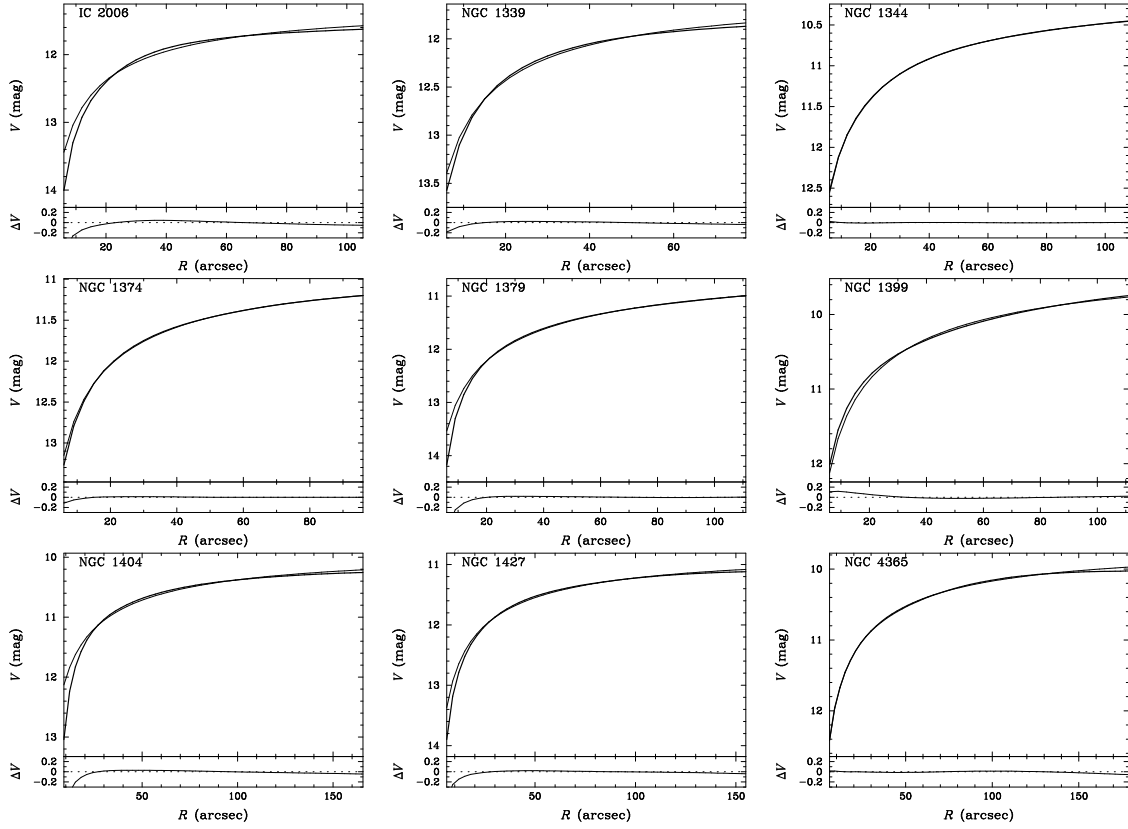 IC 2006
NGC 1339
NGC 1344
12
13
14
V (mag)
0.2
0
−0.2
ΔV
20 40 60 80 100
R (arcsec)
12.0
12.5
13.0
13.5
V (mag)
0.2
0
−0.2
ΔV
20 40 60
R (arcsec)
10.5
11.0
11.5
12.0
12.5
V (mag)
0.2
0
−0.2
ΔV
20 40 60 80 100
R (arcsec)
NGC 1374
NGC 1379
NGC 1399
11
11.5
12
12.5
13
V (mag)
0.2
0
−0.2
ΔV
20 40 60 80
R (arcsec)
11
12
13
14
V (mag)
0.2
0
−0.2
ΔV
20 40 60 80 100
R (arcsec)
10
11
12
V (mag)
0.2
0
−0.2
ΔV
20 40 60 80 100
R (arcsec)
NGC 1404
NGC 1427
NGC 4365
10
11
12
13
V (mag)
0.2
0
−0.2
ΔV
50 100 150
R (arcsec)
11
12
13
14
V (mag)
0.2
0
−0.2
ΔV
50 100 150
R (arcsec)
10
11
12
V (mag)
0.2
0
−0.2
ΔV
50 100 150
R (arcsec)